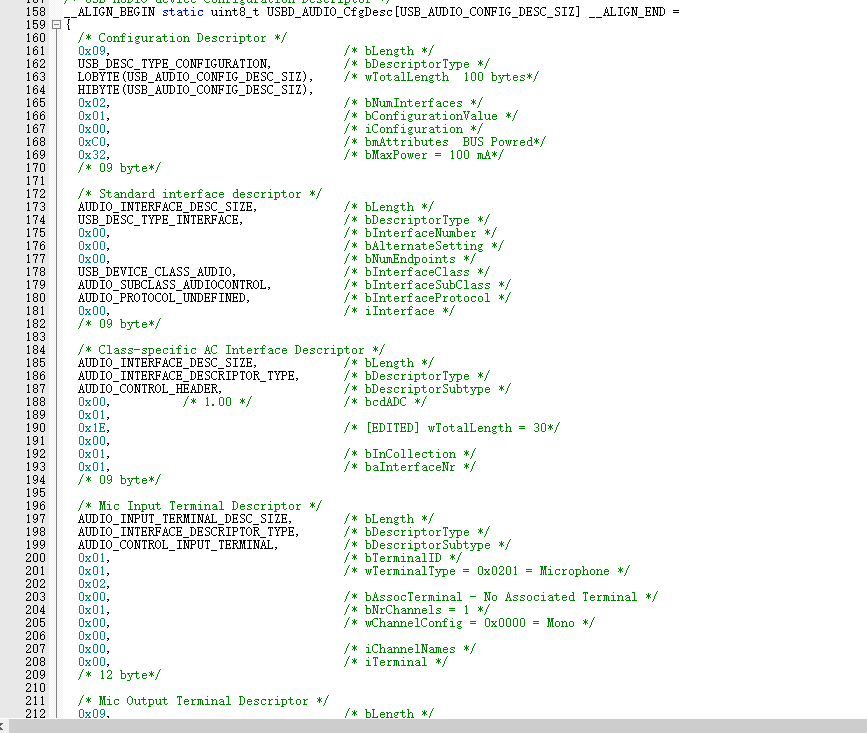 158 __ALIGN_BEGIN static uint8_t USBD_AUDIO_CfgDesc[USB_AUDIO_CONFIG_DESC_SIZ] __ALIGN_END =
159 {
160 /* Configuration Descriptor */
161 0x09, /* bLength */
162 USB_DESC_TYPE_CONFIGURATION, /* bDescriptorType */
163 LOBYTE(USB_AUDIO_CONFIG_DESC_SIZ), /* wTotalLength  100 bytes*/
164 HIBYTE(USB_AUDIO_CONFIG_DESC_SIZ),
165 0x02, /* bNumInterfaces */
166 0x01, /* bConfigurationValue */
167 0x00, /* iConfiguration */
168 0xC0, /* bmAttributes  BUS Powred*/
169 0x32, /* bMaxPower = 100 mA*/
170 /* 09 byte*/
171
172 /* Standard interface descriptor */
173 AUDIO_INTERFACE_DESC_SIZE, /* bLength */
174 USB_DESC_TYPE_INTERFACE, /* bDescriptorType */
175 0x00, /* bInterfaceNumber */
176 0x00, /* bAlternateSetting */
177 0x00, /* bNumEndpoints */
178 USB_DEVICE_CLASS_AUDIO, /* bInterfaceClass */
179 AUDIO_SUBCLASS_AUDIOCONTROL, /* bInterfaceSubClass */
180 AUDIO_PROTOCOL_UNDEFINED, /* bInterfaceProtocol */
181 0x00, /* iInterface */
182 /* 09 byte*/
183
184 /* Class-specific AC Interface Descriptor */
185 AUDIO_INTERFACE_DESC_SIZE, /* bLength */
186 AUDIO_INTERFACE_DESCRIPTOR_TYPE, /* bDescriptorType */
187 AUDIO_CONTROL_HEADER, /* bDescriptorSubtype */
188 0x00, /* 1.00 */ /* bcdADC */
189 0x01,
190 0x1E, /* [EDITED] wTotalLength = 30*/
191 0x00,
192 0x01, /* bInCollection */
193 0x01, /* baInterfaceNr */
194 /* 09 byte*/
195
196 /* Mic Input Terminal Descriptor */
197 AUDIO_INPUT_TERMINAL_DESC_SIZE, /* bLength */
198 AUDIO_INTERFACE_DESCRIPTOR_TYPE, /* bDescriptorType */
199 AUDIO_CONTROL_INPUT_TERMINAL, /* bDescriptorSubtype */
200 0x01, /* bTerminalID */
201 0x01, /* wTerminalType = 0x0201 = Microphone */
202 0x02,
203 0x00, /* bAssocTerminal - No Associated Terminal */
204 0x01, /* bNrChannels = 1 */
205 0x00, /* wChannelConfig = 0x0000 = Mono */
206 0x00,
207 0x00, /* iChannelNames */
208 0x00, /* iTerminal */
209 /* 12 byte*/
210
211 /* Mic Output Terminal Descriptor */
212 0x09, /* bLength */